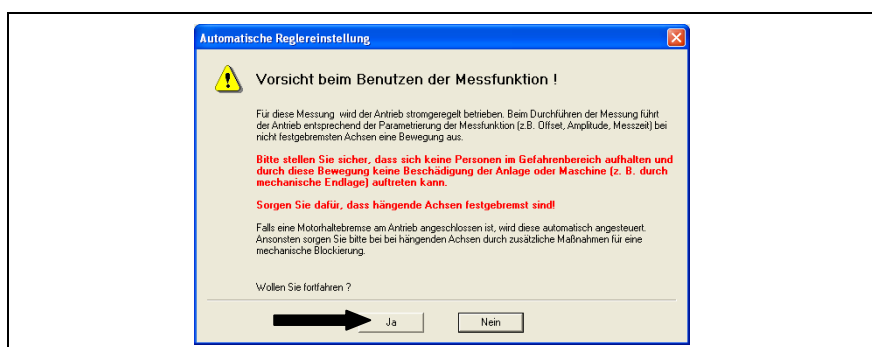 Automatische Reglereinstellung
Vorsicht beim Benutzen der Messfunktion !
Für diese Messung wird der Antrieb stromgeregelt betrieben. Beim Durchführen der Messung führt
der Antrieb entsprechend der Parametrierung der Messfunktion (z.B. Offset, Amplitude, Messzeit) bei
nicht festgebremsten Achsen eine Bewegung aus.
Bitte stellen Sie sicher, dass sich keine Personen im Gefahrenbereich aufhalten und
durch diese Bewegung keine Beschädigung der Anlage oder Maschine (z. B. durch
mechanische Endlage) auftreten kann.
Sorgen Sie dafür, dass hängende Achsen festgebremst sind!
Falls eine Motorhaltebremse am Antrieb angeschlossen ist, wird diese automatisch angesteuert.
Ansonsten sorgen Sie bitte bei bei hängenden Achsen durch zusätzliche Maßnahmen für eine
mechanische Blockierung.
Wollen Sie fortfahren ?
Ja
Nein